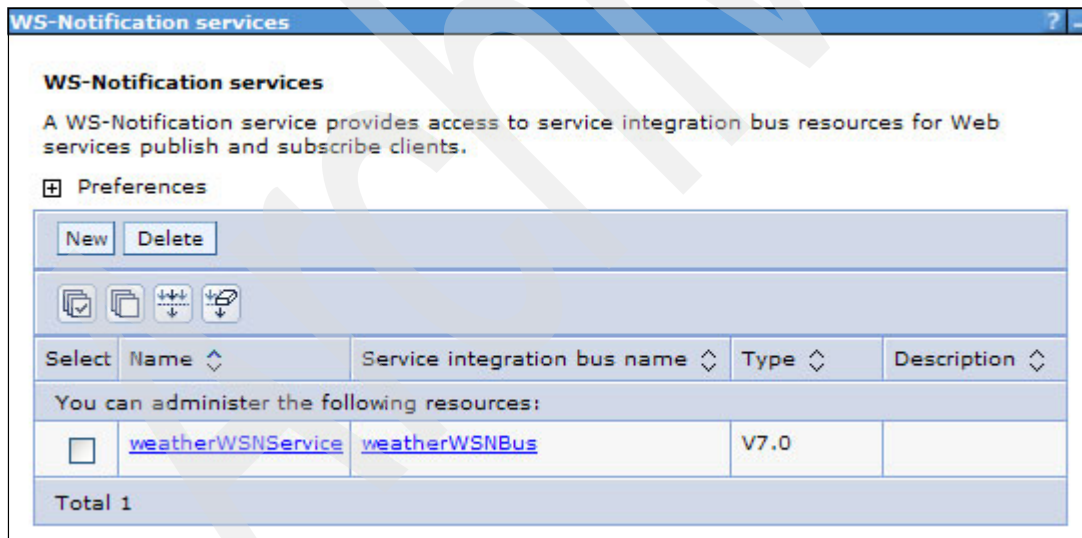 WS-Notification services ? -
WS-Notification services
A WS-Notification service provides access to service integration bus resources for Web
services publish and subscribe clients.
Preferences
New Delete
Select Name Service integration bus name Type Description
You can administer the following resources:
weatherWSNService weatherWSNBus V7.0
Total 1